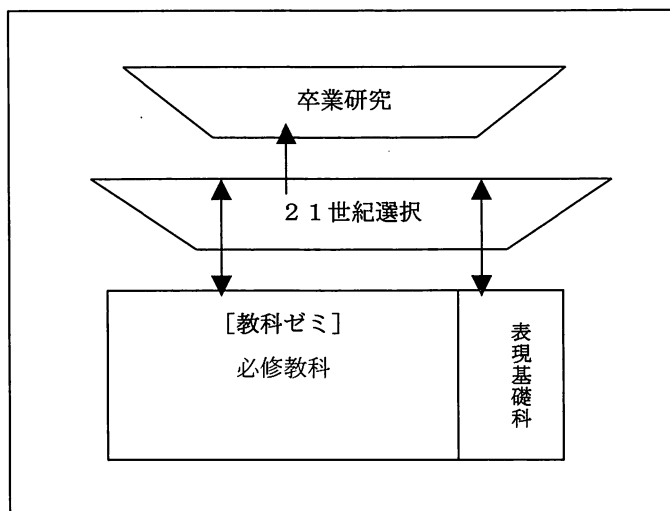 卒業研究
２１世紀選択
［教科ゼミ］
必修教科
表現基礎科